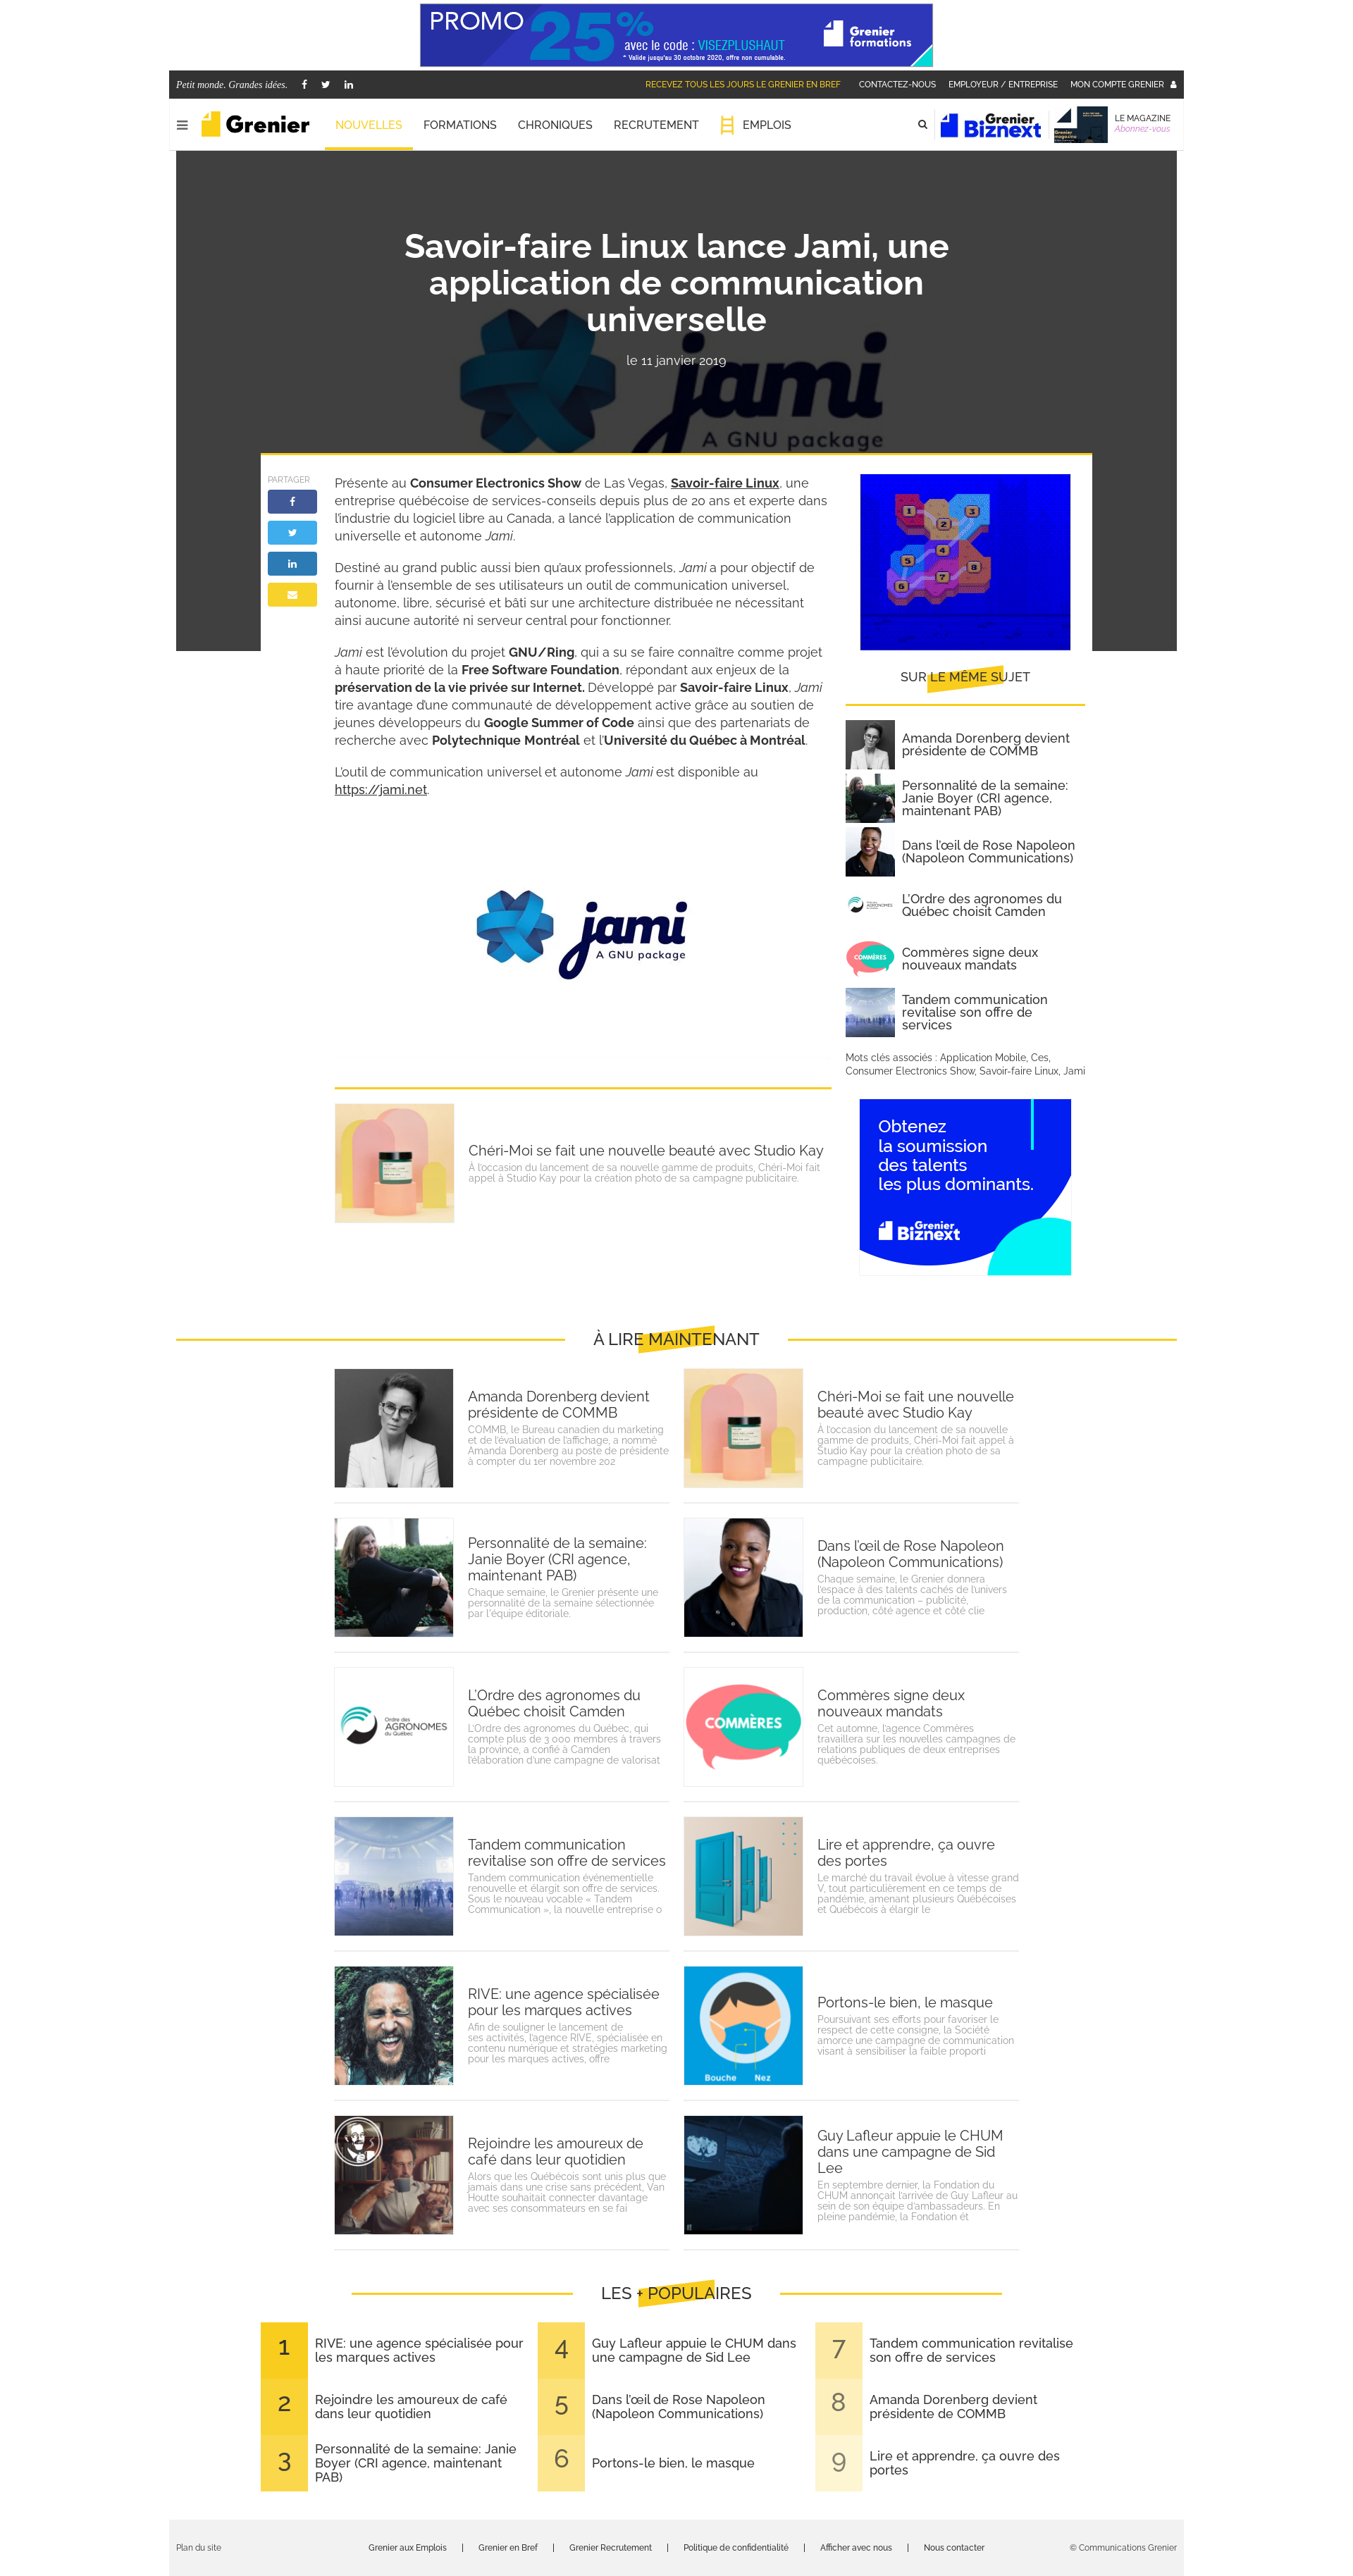 PROMO 25%
avec le code : VISEZPLUSHAUT
* Valide jusqu'au 30 octobre 2020, offre non cumulable.
Grenier
formations
Petit monde. Grandes idées.
RECEVEZ TOUS LES JOURS LE GRENIER EN BREF CONTACTEZ-NOUS EMPLOYEUR / ENTREPRISE MON COMPTE GRENIER
Grenier NOUVELLES FORMATIONS CHRONIQUES RECRUTEMENT EMPLOIS
Grenier
Biznext
LE MAGAZINE
Abonnez-vous
Savoir-faire Linux lance Jami, une
application de communication
universelle
le 11 janvier 2019
jami
A GNU package
PARTAGER
Présente au Consumer Electronics Show de Las Vegas, Savoir-faire Linux, une
entreprise québécoise de services-conseils depuis plus de 20 ans et experte dans
l'industrie du logiciel libre au Canada, a lancé l'application de communication
universelle et autonome Jami.
Destiné au grand public aussi bien qu'aux professionnels, Jami a pour objectif de
fournir à l'ensemble de ses utilisateurs un outil de communication universel,
autonome, libre, sécurisé et bâti sur une architecture distribuée ne nécessitant
ainsi aucune autorité ni serveur central pour fonctionner.
Jami est l'évolution du projet GNU/Ring, qui a su se faire connaître comme projet
à haute priorité de la Free Software Foundation, répondant aux enjeux de la
préservation de la vie privée sur Internet. Développé par Savoir-faire Linux, Jami
tire avantage d'une communauté de développement active grâce au soutien de
jeunes développeurs du Google Summer of Code ainsi que des partenariats de
recherche avec Polytechnique Montréal et l'Université du Québec à Montréal.
L'outil de communication universel et autonome Jami est disponible au
https://jami.net.
jami
A GNU package
1 2 3
4
5
6 7 8
SUR LE MÊME SUJET
Amanda Dorenberg devient
présidente de COMMB
Personnalité de la semaine:
Janie Boyer (CRI agence,
maintenant PAB)
Dans l'œil de Rose Napoleon
(Napoleon Communications)
L'Ordre des agronomes du
Québec choisit Camden
COMMÈRES
Commères signe deux
nouveaux mandats
Tandem communication
revitalise son offre de
services
Mots clés associés : Application Mobile, Ces,
Consumer Electronics Show, Savoir-faire Linux, Jami
Obtenez
la soumission
des talents
les plus dominants.
Grenier
Biznext
Chéri-Moi se fait une nouvelle beauté avec Studio Kay
À l'occasion du lancement de sa nouvelle gamme de produits, Chéri-Moi fait
appel à Studio Kay pour la création photo de sa campagne publicitaire.
À LIRE MAINTENANT
Amanda Dorenberg devient
présidente de COMMB
COMMB, le Bureau canadien du marketing
et de l'évaluation de l'affichage, a nommé
Amanda Dorenberg au poste de présidente
à compter du 1er novembre 202
Chéri-Moi se fait une nouvelle
beauté avec Studio Kay
À l'occasion du lancement de sa nouvelle
gamme de produits, Chéri-Moi fait appel à
Studio Kay pour la création photo de sa
campagne publicitaire.
Personnalité de la semaine:
Janie Boyer (CRI agence,
maintenant PAB)
Chaque semaine, le Grenier présente une
personnalité de la semaine sélectionnée
par l'équipe éditoriale.
Dans l'œil de Rose Napoleon
(Napoleon Communications)
Chaque semaine, le Grenier donnera
l'espace à des talents cachés de l'univers
de la communication – publicité,
production, côté agence et côté clie
Ordre des
AGRONOMES
du Québec
L'Ordre des agronomes du
Québec choisit Camden
L'Ordre des agronomes du Québec, qui
compte plus de 3 000 membres à travers
la province, a confié à Camden
l'élaboration d'une campagne de valorisat
COMMÈRES
Commères signe deux
nouveaux mandats
Cet automne, l'agence Commères
travaillera sur les nouvelles campagnes de
relations publiques de deux entreprises
québécoises.
Tandem communication
revitalise son offre de services
Tandem communication événementielle
renouvelle et élargit son offre de services.
Sous le nouveau vocable « Tandem
Communication », la nouvelle entreprise o
Lire et apprendre, ça ouvre
des portes
Le marché du travail évolue à vitesse grand
V, tout particulièrement en ce temps de
pandémie, amenant plusieurs Québécoises
et Québécois à élargir le
RIVE: une agence spécialisée
pour les marques actives
Afin de souligner le lancement de
ses activités, l'agence RIVE, spécialisée en
contenu numérique et stratégies marketing
pour les marques actives, offre
Bouche Nez
Portons-le bien, le masque
Poursuivant ses efforts pour favoriser le
respect de cette consigne, la Société
amorce une campagne de communication
visant à sensibiliser la faible proporti
Rejoindre les amoureux de
café dans leur quotidien
Alors que les Québécois sont unis plus que
jamais dans une crise sans précédent, Van
Houtte souhaitait connecter davantage
avec ses consommateurs en se fai
Guy Lafleur appuie le CHUM
dans une campagne de Sid
Lee
En septembre dernier, la Fondation du
CHUM annonçait l'arrivée de Guy Lafleur au
sein de son équipe d'ambassadeurs. En
pleine pandémie, la Fondation ét
LES + POPULAIRES
1 RIVE: une agence spécialisée pour
les marques actives
2 Rejoindre les amoureux de café
dans leur quotidien
3 Personnalité de la semaine: Janie
Boyer (CRI agence, maintenant
PAB)
4 Guy Lafleur appuie le CHUM dans
une campagne de Sid Lee
5 Dans l'œil de Rose Napoleon
(Napoleon Communications)
6 Portons-le bien, le masque
7 Tandem communication revitalise
son offre de services
8 Amanda Dorenberg devient
présidente de COMMB
9 Lire et apprendre, ça ouvre des
portes
Plan du site Grenier aux Emplois | Grenier en Bref | Grenier Recrutement | Politique de confidentialité | Afficher avec nous | Nous contacter © Communications Grenier